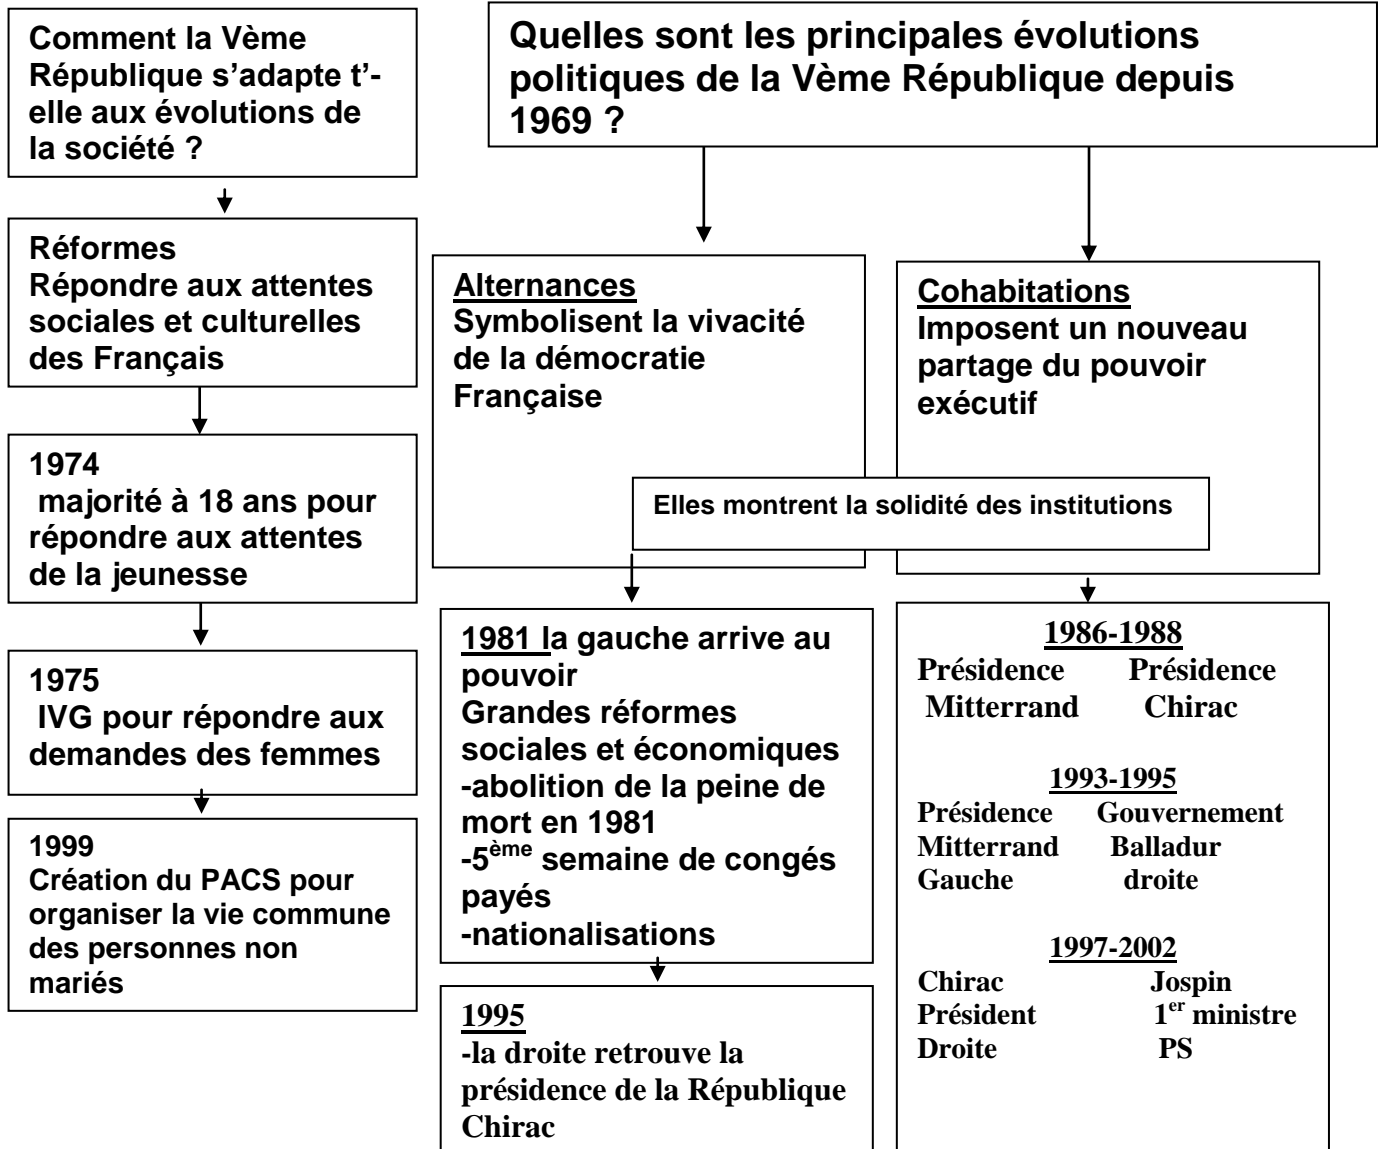 Comment la Vème
République s’adapte t’-
elle aux évolutions de
la société ?
Quelles sont les principales évolutions
politiques de la Vème République depuis
1969 ?
Réformes
Répondre aux attentes
sociales et culturelles
des Français
1974
majorité à 18 ans pour
répondre aux attentes
de la jeunesse
1975
IVG pour répondre aux
demandes des femmes
1999
Création du PACS pour
organiser la vie commune
des personnes non
mariés
Alternances
Symbolisent la vivacité
de la démocratie
Française
Cohabitations
Imposent un nouveau
partage du pouvoir
exécutif
Elles montrent la solidité des institutions
1981 la gauche arrive au
pouvoir
Grandes réformes
sociales et économiques
-abolition de la peine de
mort en 1981
-5ème semaine de congés
payés
-nationalisations
1995
-la droite retrouve la
présidence de la République
Chirac
1986-1988
Présidence Présidence
Mitterrand Chirac
1993-1995
Présidence Gouvernement
Mitterrand Balladur
Gauche droite
1997-2002
Chirac Jospin
Président 1er ministre
Droite PS